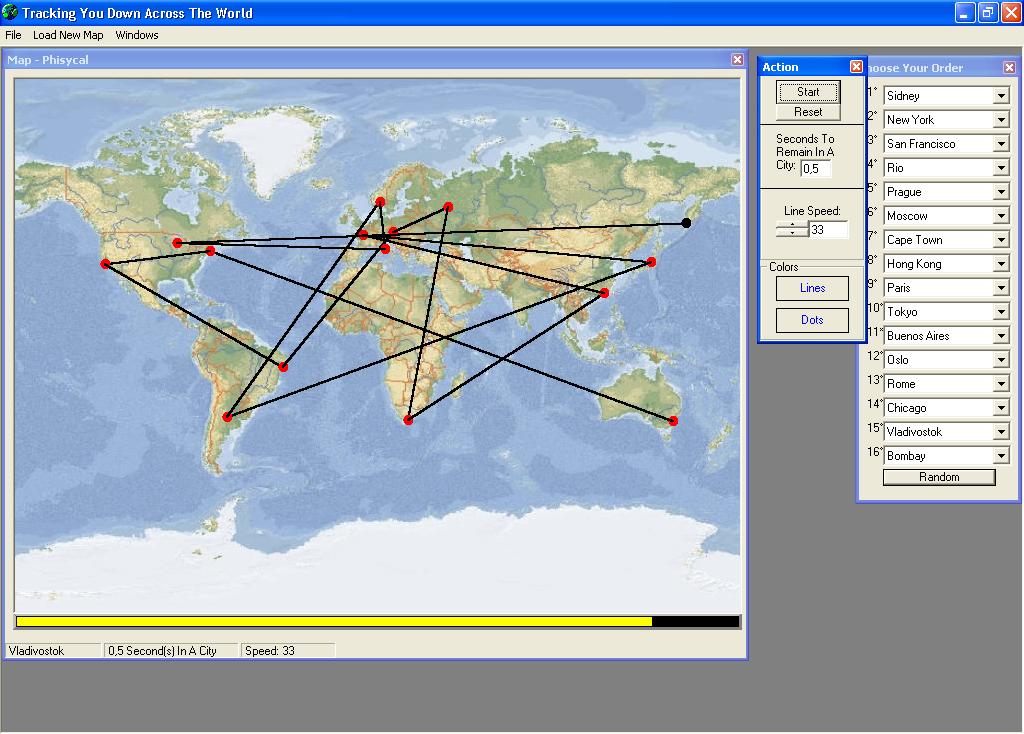 Tracking You Down Across The World
File Load New Map Windows
Map - Phisycal
Action
Start
Reset
Seconds To
Remain In A
City: 0,5
Line Speed:
33
Colors
Lines
Dots
hoose Your Order
1° Sidney
2° New York
3° San Francisco
4° Rio
5° Prague
6° Moscow
7° Cape Town
8° Hong Kong
9° Paris
10° Tokyo
11° Buenos Aires
12° Oslo
13° Rome
14° Chicago
15° Vladivostok
16° Bombay
Random
Vladivostok 0,5 Second(s) In A City Speed: 33